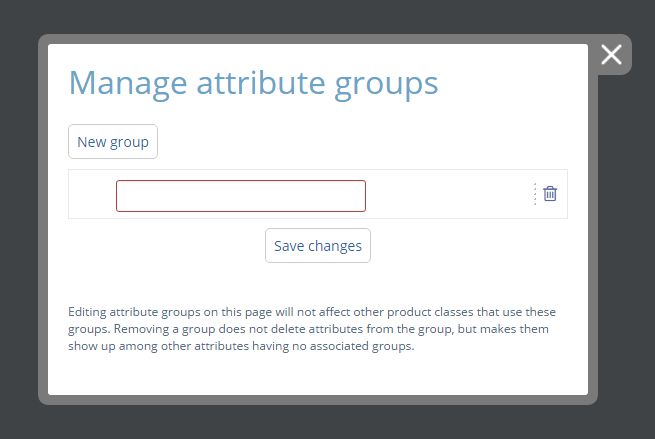 Manage attribute groups
New group
Save changes
Editing attribute groups on this page will not affect other product classes that use these
groups. Removing a group does not delete attributes from the group, but makes them
show up among other attributes having no associated groups.